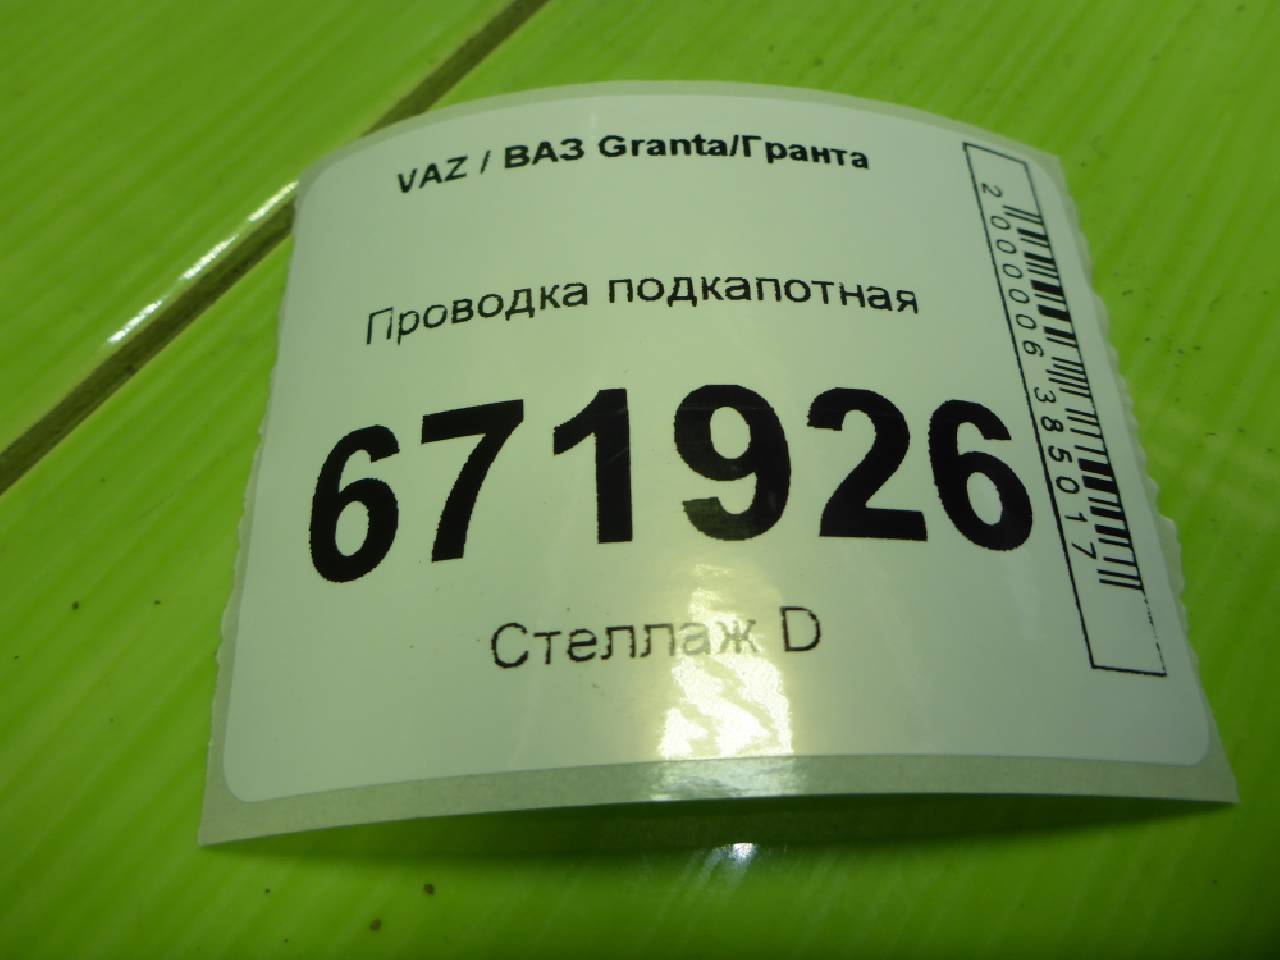 VAZ / ВАЗ Granta/Гранта
Проводка подкапотная
671926
Стеллаж D
2000006385017